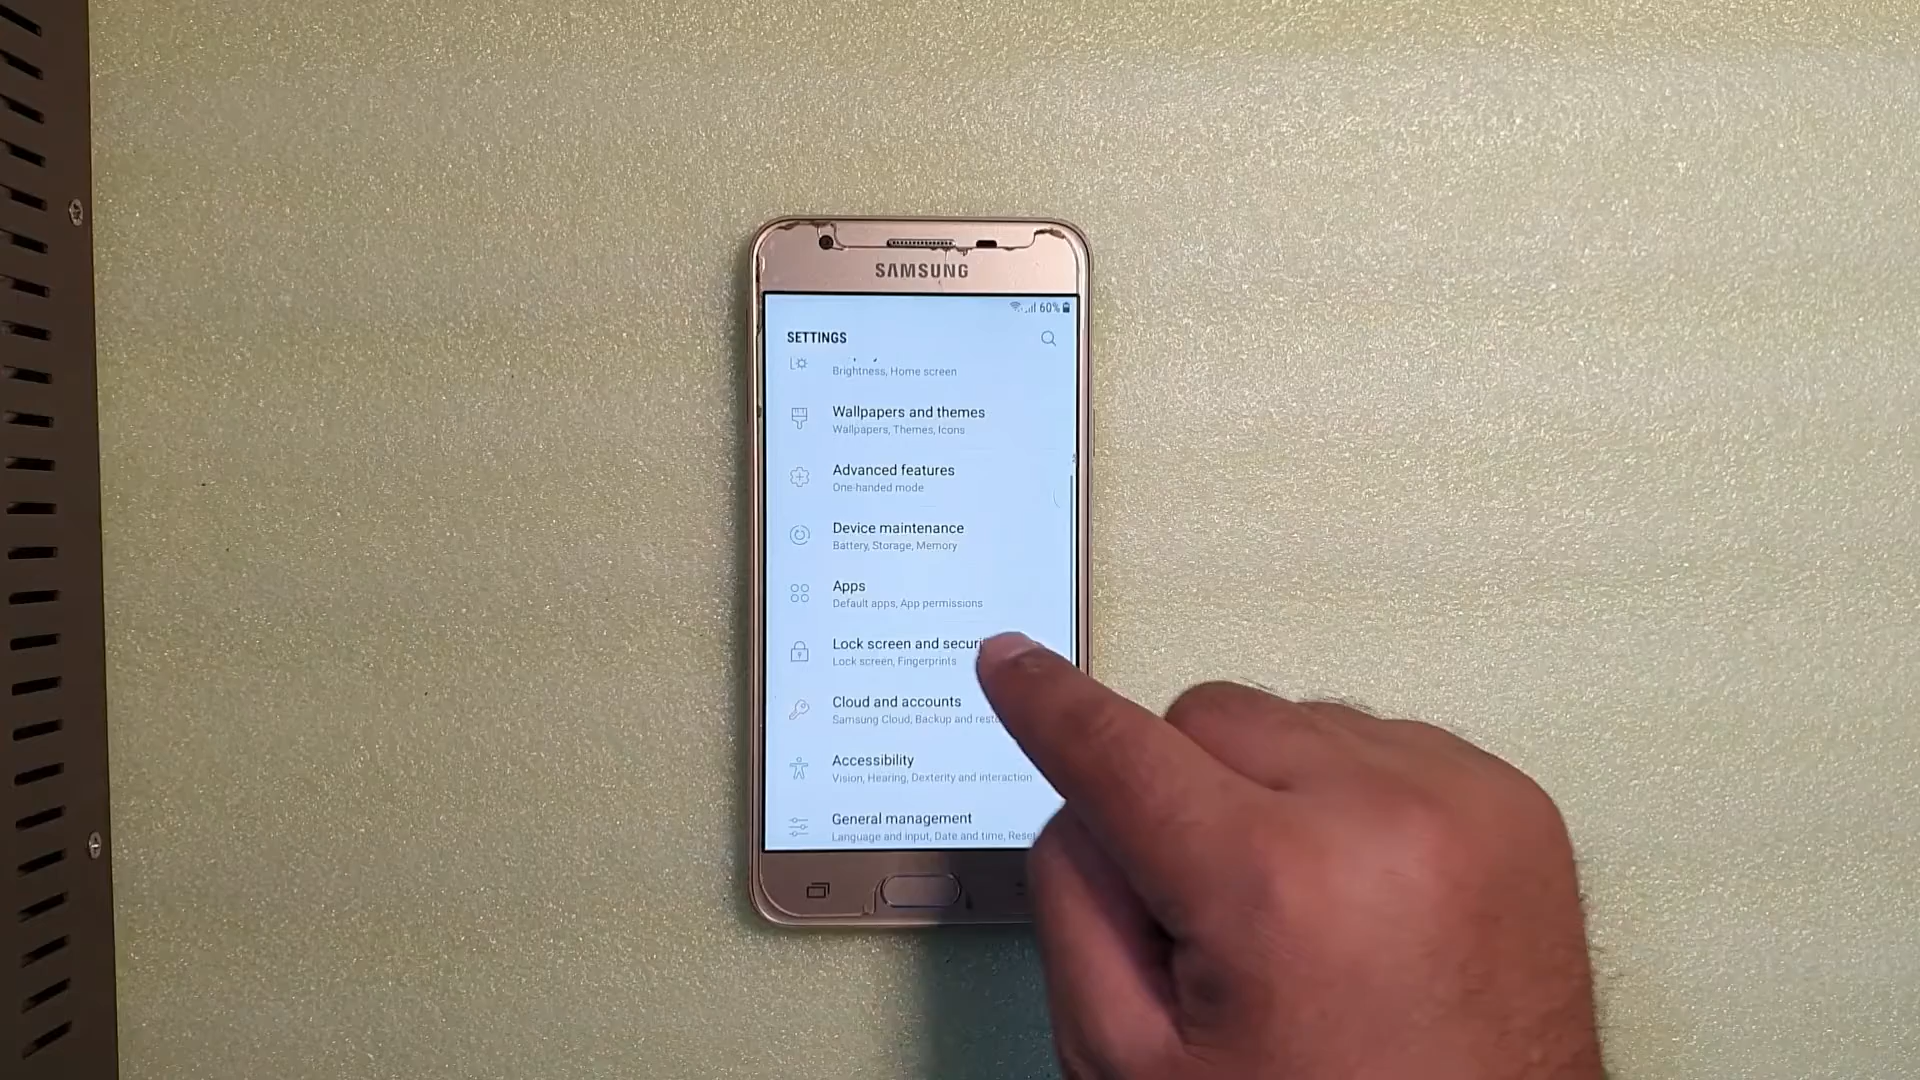 SAMSUNG
60%
SETTINGS
Brightness, Home screen
Wallpapers and themes
Wallpapers, Themes, Icons
Advanced features
One-handed mode
Device maintenance
Battery, Storage, Memory
Apps
Default apps, App permissions
Lock screen and securi
Lock screen, Fingerprints
Cloud and accounts
Samsung Cloud, Backup and resto
Accessibility
Vision, Hearing, Dexterity and interaction
General management
Language and input, Date and time, Reset